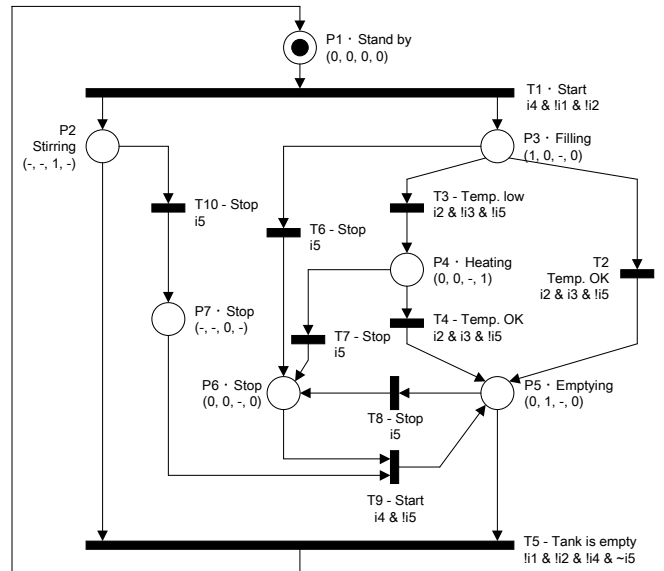 P1 · Stand by
(0, 0, 0, 0)
T1 · Start
i4 & !i1 & !i2
P2
Stirring
(-, -, 1, -)
P3 · Filling
(1, 0, -, 0)
T10 - Stop
i5
T6 - Stop
i5
T3 - Temp. low
i2 & !i3 & !i5
T2
Temp. OK
i2 & i3 & !i5
P4 · Heating
(0, 0, -, 1)
P7 · Stop
(-, -, 0, -)
T7 - Stop
i5
T4 - Temp. OK
i2 & i3 & !i5
P6 · Stop
(0, 0, -, 0)
P5 · Emptying
(0, 1, -, 0)
T8 - Stop
i5
T9 - Start
i4 & !i5
T5 - Tank is empty
!i1 & !i2 & !i4 & ~i5